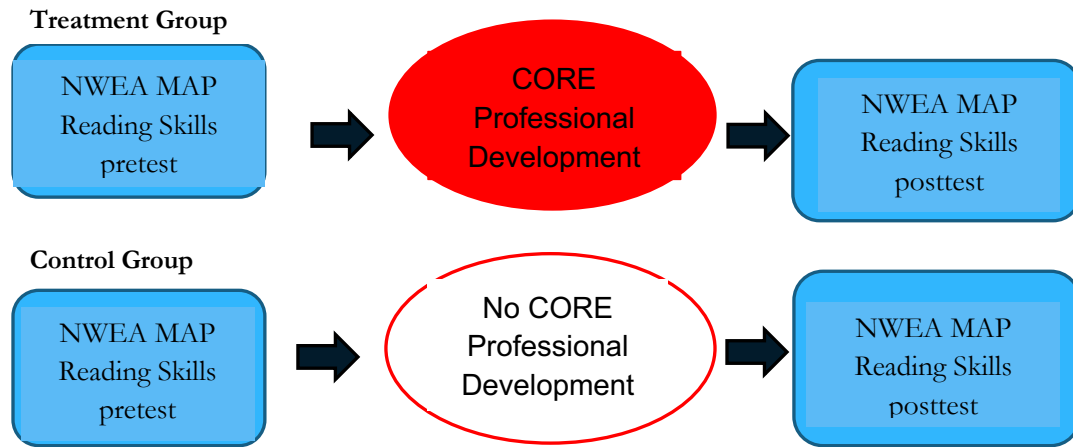 Treatment Group
NWEA MAP
Reading Skills
pretest
CORE
Professional
Development
NWEA MAP
Reading Skills
posttest
Control Group
NWEA MAP
Reading Skills
pretest
No CORE
Professional
Development
NWEA MAP
Reading Skills
posttest